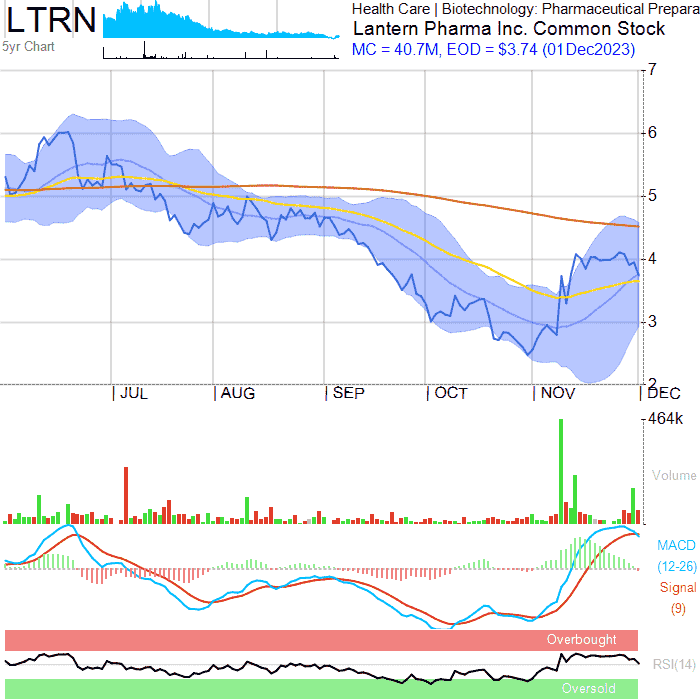 LTRN
5yr Chart
Health Care | Biotechnology: Pharmaceutical Prepara
Lantern Pharma Inc. Common Stock
MC = 40.7M, EOD = $3.74 (01Dec2023)
7
6
5
4
3
2
JUL AUG SEP OCT NOV DEC
464k
Volume
MACD
(12-26)
Signal
(9)
Overbought
RSI(14)
Oversold